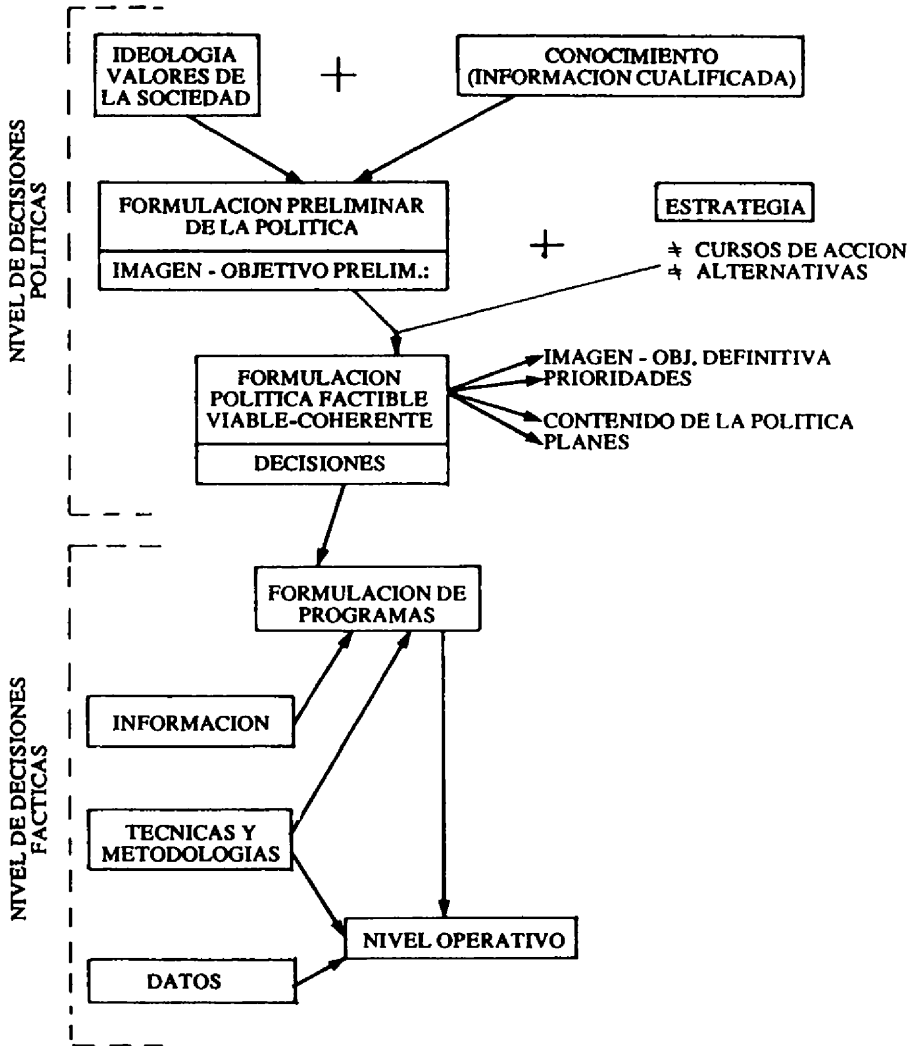 IDEOLOGIA
VALORES DE
LA SOCIEDAD
+
CONOCIMIENTO
(INFORMACION CUALIFICADA)
NIVEL DE DECISIONES
POLITICAS
FORMULACION PRELIMINAR
DE LA POLITICA
IMAGEN - OBJETIVO PRELIM.:
+
ESTRATEGIA
≠ CURSOS DE ACCION
≠ ALTERNATIVAS
FORMULACION
POLITICA FACTIBLE
VIABLE-COHERENTE
DECISIONES
IMAGEN - OBJ. DEFINITIVA
PRIORIDADES
CONTENIDO DE LA POLITICA
PLANES
NIVEL DE DECISIONES
FACTICAS
FORMULACION DE
PROGRAMAS
INFORMACION
TECNICAS Y
METODOLOGIAS
NIVEL OPERATIVO
DATOS